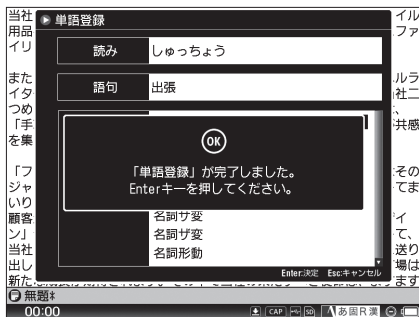 当社
イル
用品
ファ
イリ
単語登録
読み
しゅっちょう
また
ルラ
イタ
社ニ
語句
出張
つめ
「手
共感
を集
OK
「単語登録」が完了しました。
Enterキーを押してください。
「フ
その
ジャ
てま
いり
顧客
名詞サ変
イ
ン」
名詞ザ変
て、
当社
名詞形動
送り
出し
場は
Enter:決定 Esc:キャンセル
ます
無題*
00:00
CAP
SD
あ固R漢